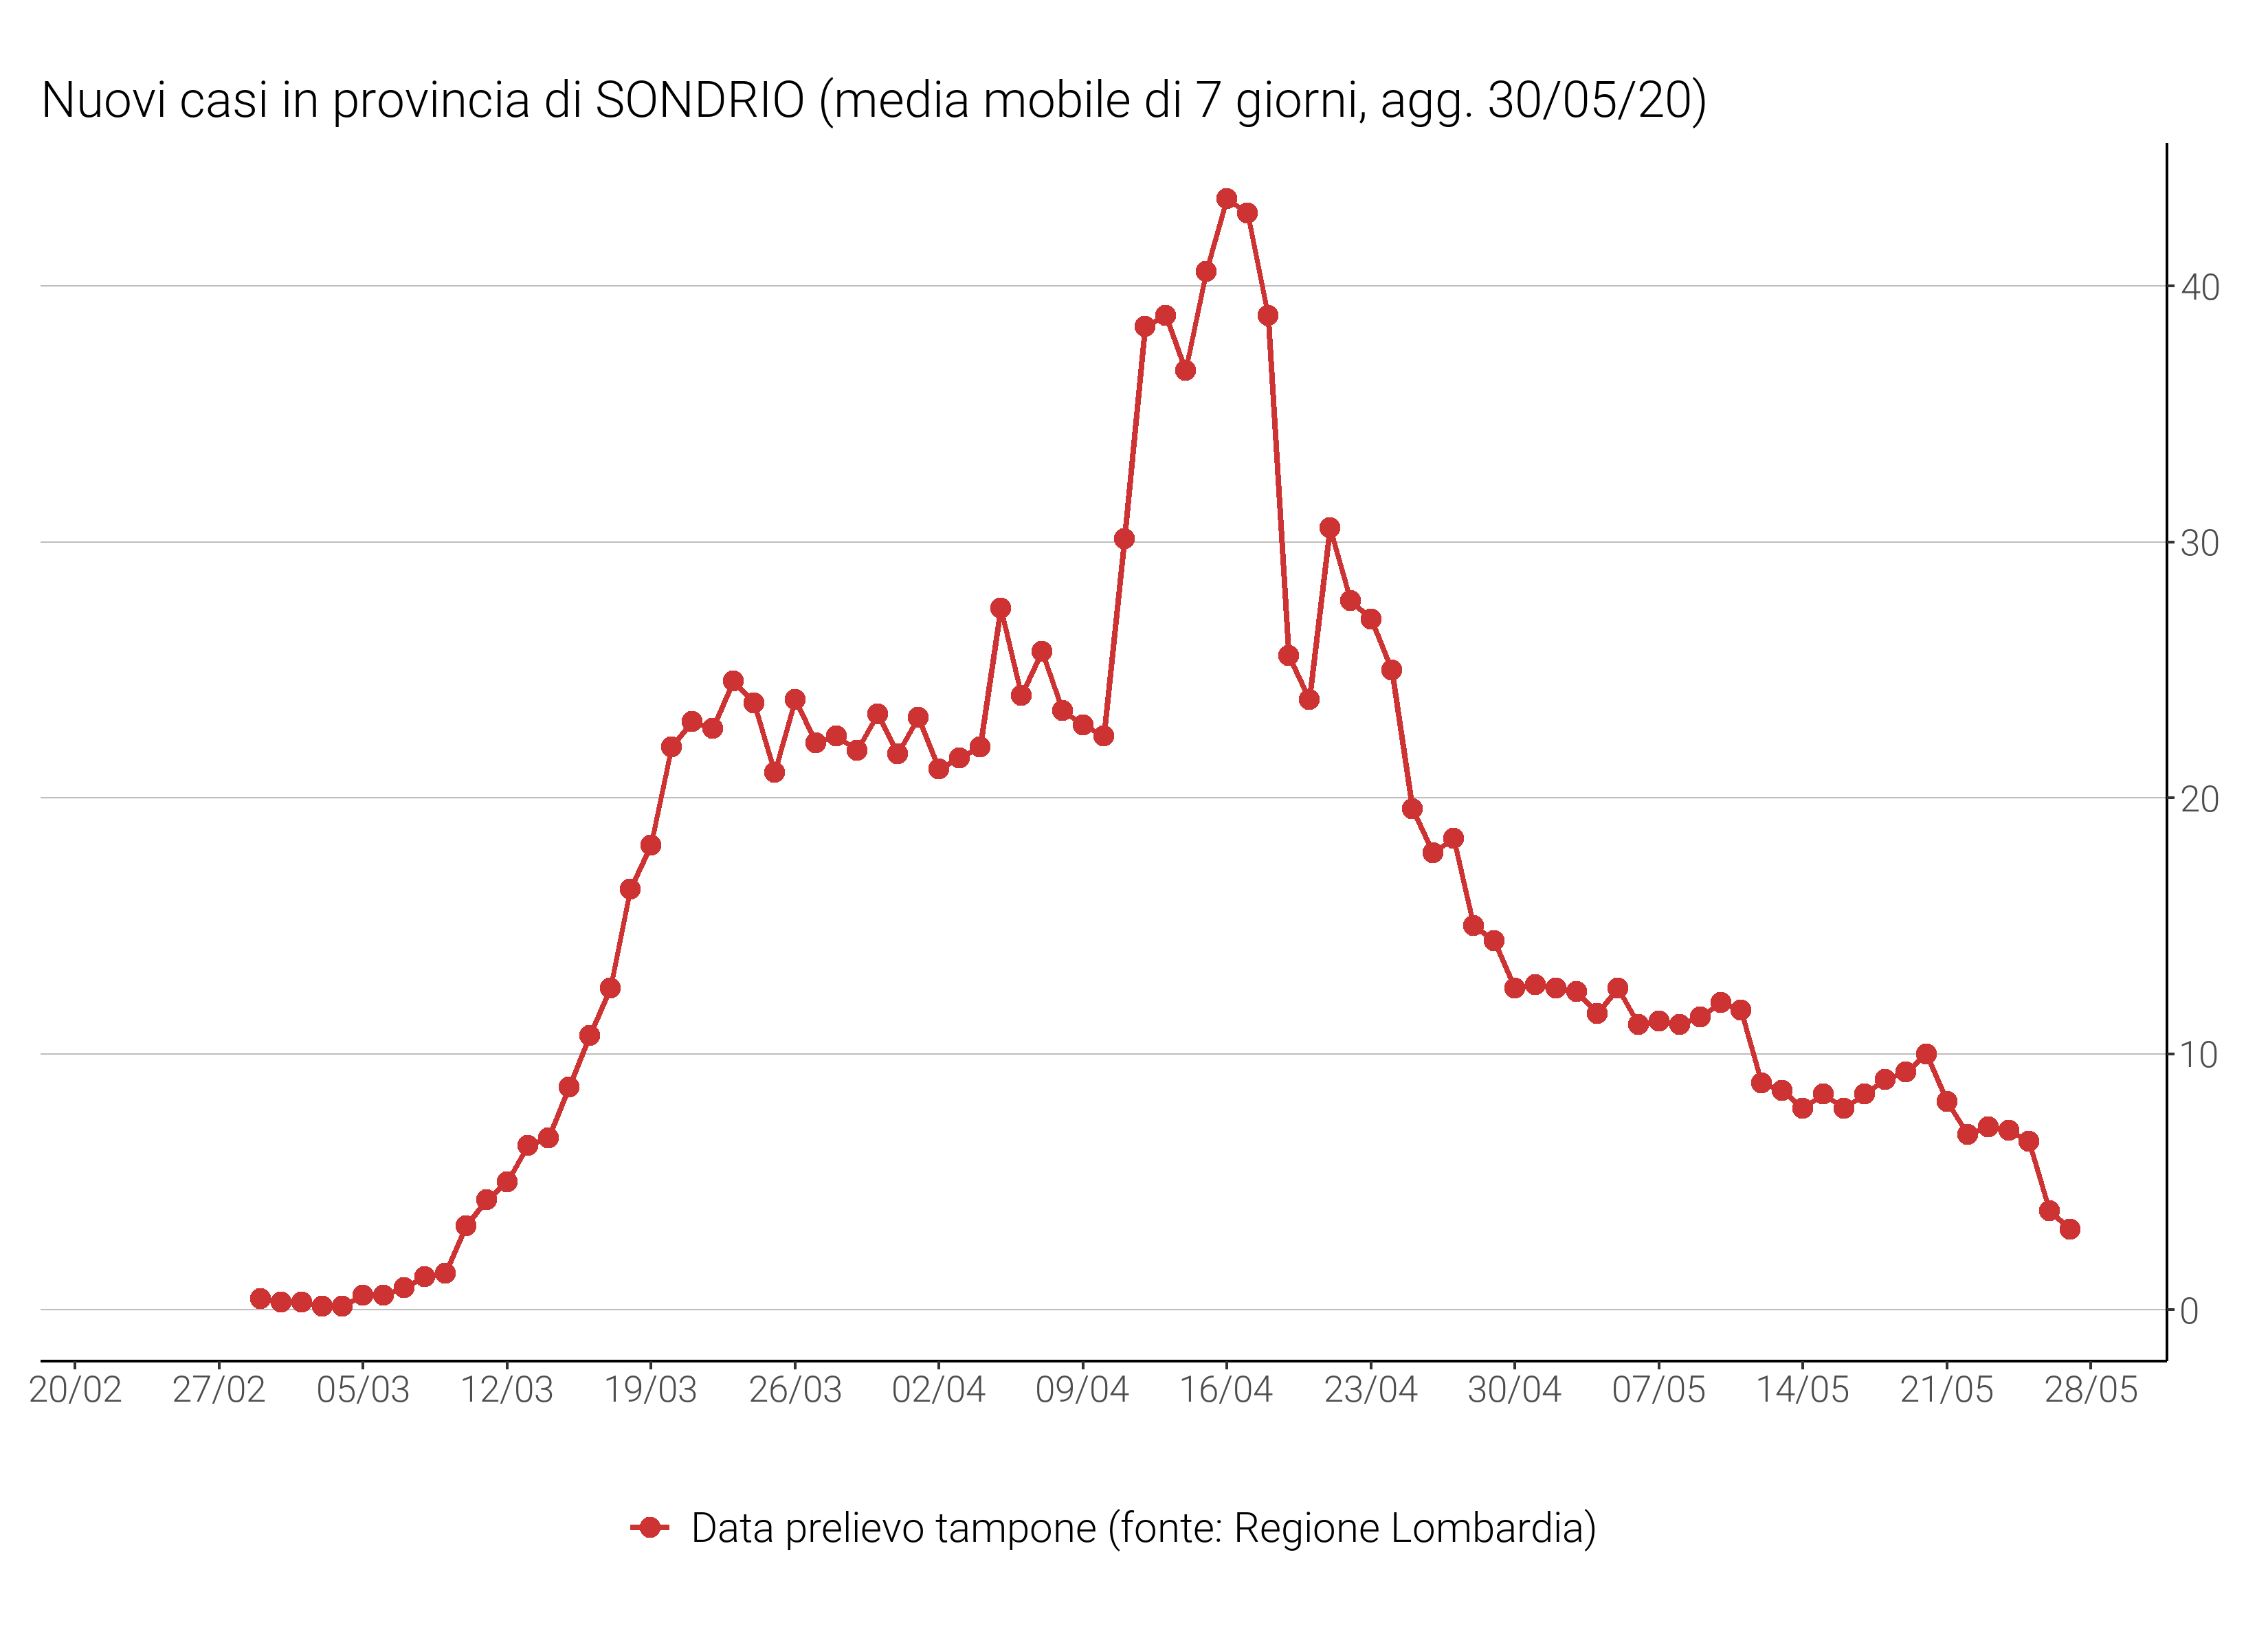 Nuovi casi in provincia di SONDRIO (media mobile di 7 giorni, agg. 30/05/20)
40
30
20
10
0
20/02 27/02 05/03 12/03 19/03 26/03 02/04 09/04 16/04 23/04 30/04 07/05 14/05 21/05 28/05
Data prelievo tampone (fonte: Regione Lombardia)